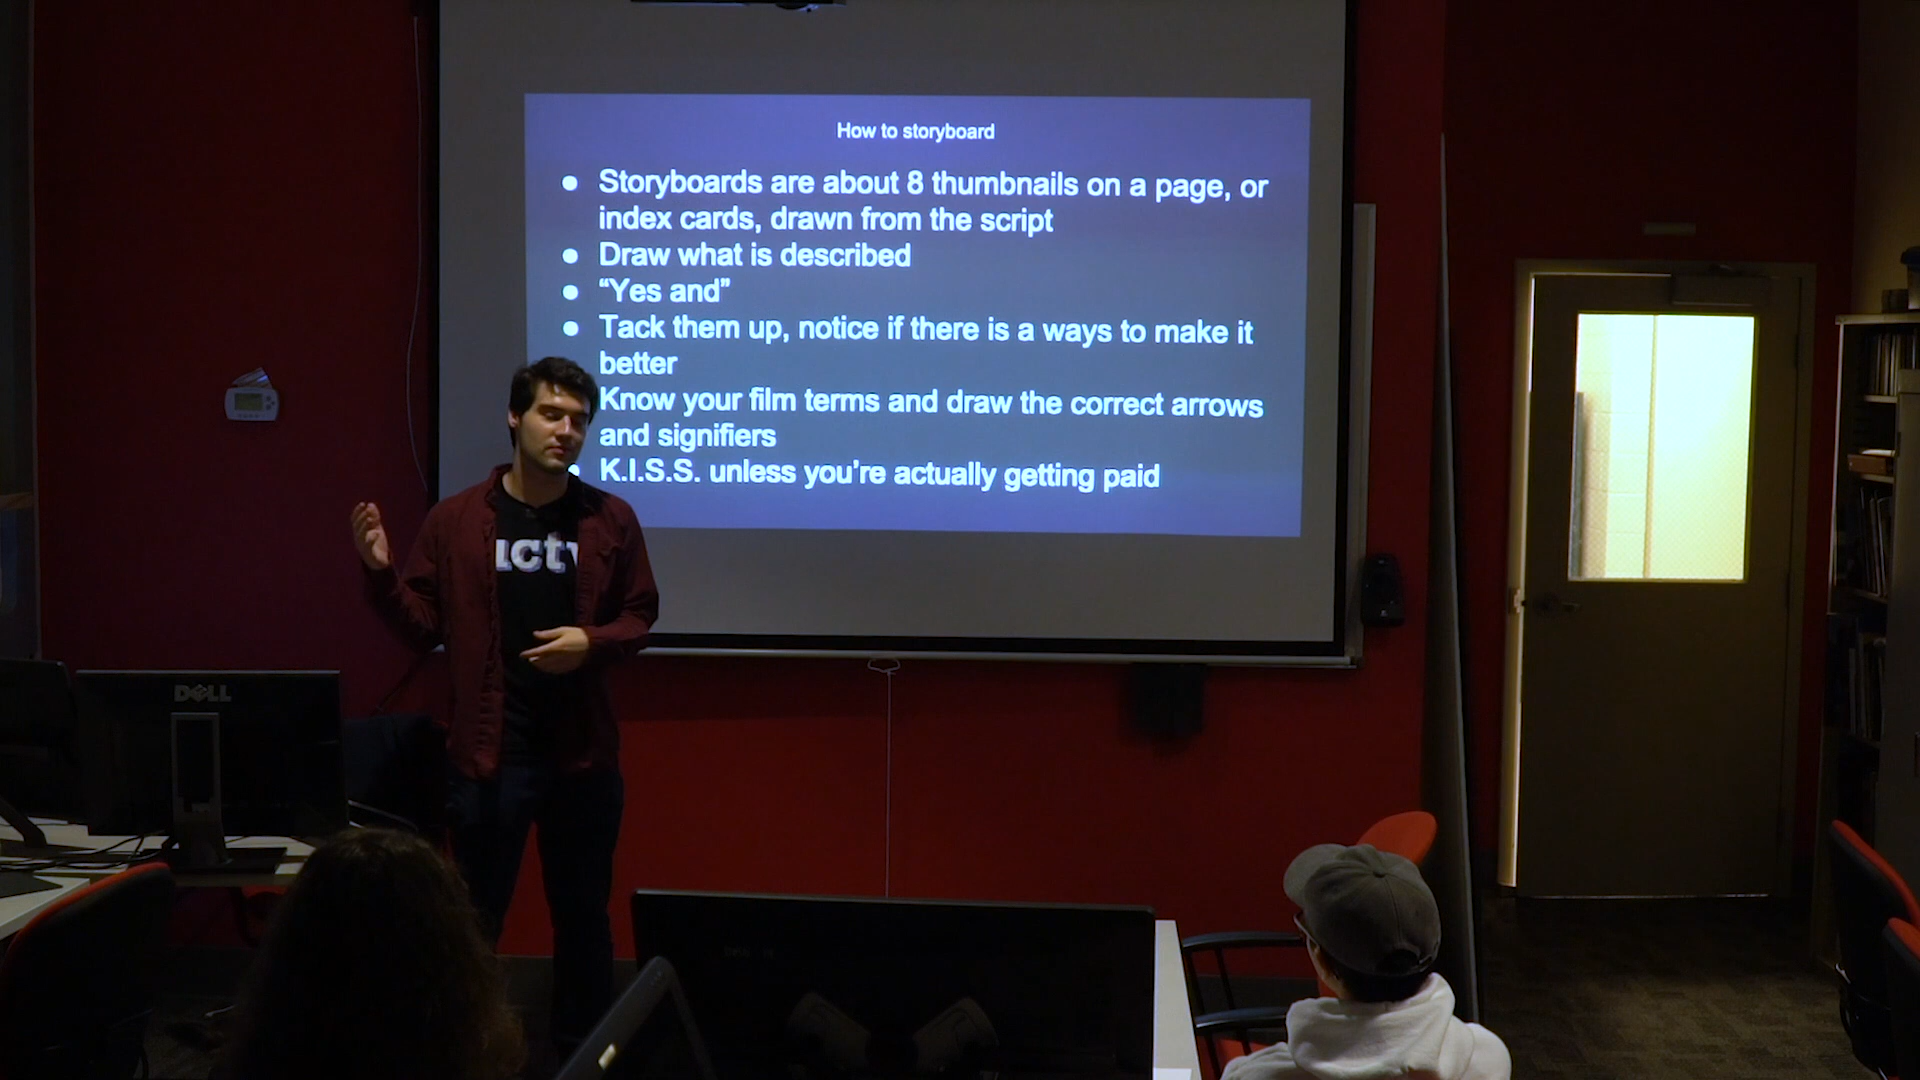 How to storyboard
● Storyboards are about 8 thumbnails on a page, or
index cards, drawn from the script
● Draw what is described
● “Yes and”
● Tack them up, notice if there is a ways to make it
better
Know your film terms and draw the correct arrows
and signifiers
● K.I.S.S. unless you're actually getting paid
uctv
DELL